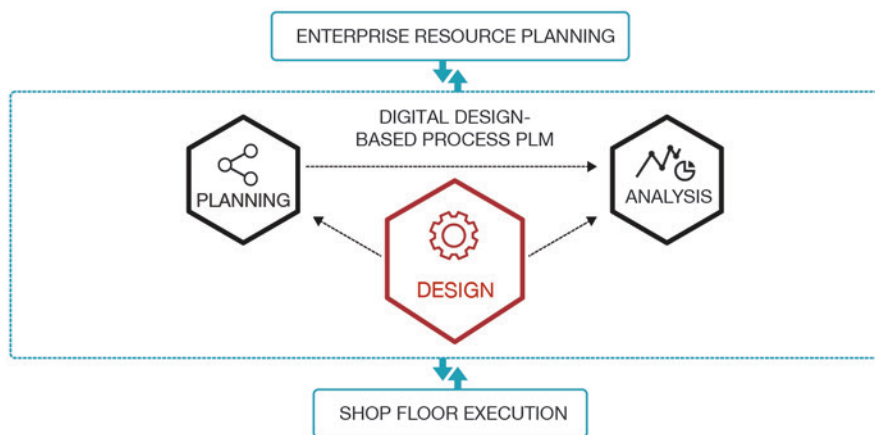 ENTERPRISE RESOURCE PLANNING
DIGITAL DESIGN-
BASED PROCESS PLM
PLANNING
ANALYSIS
DESIGN
SHOP FLOOR EXECUTION